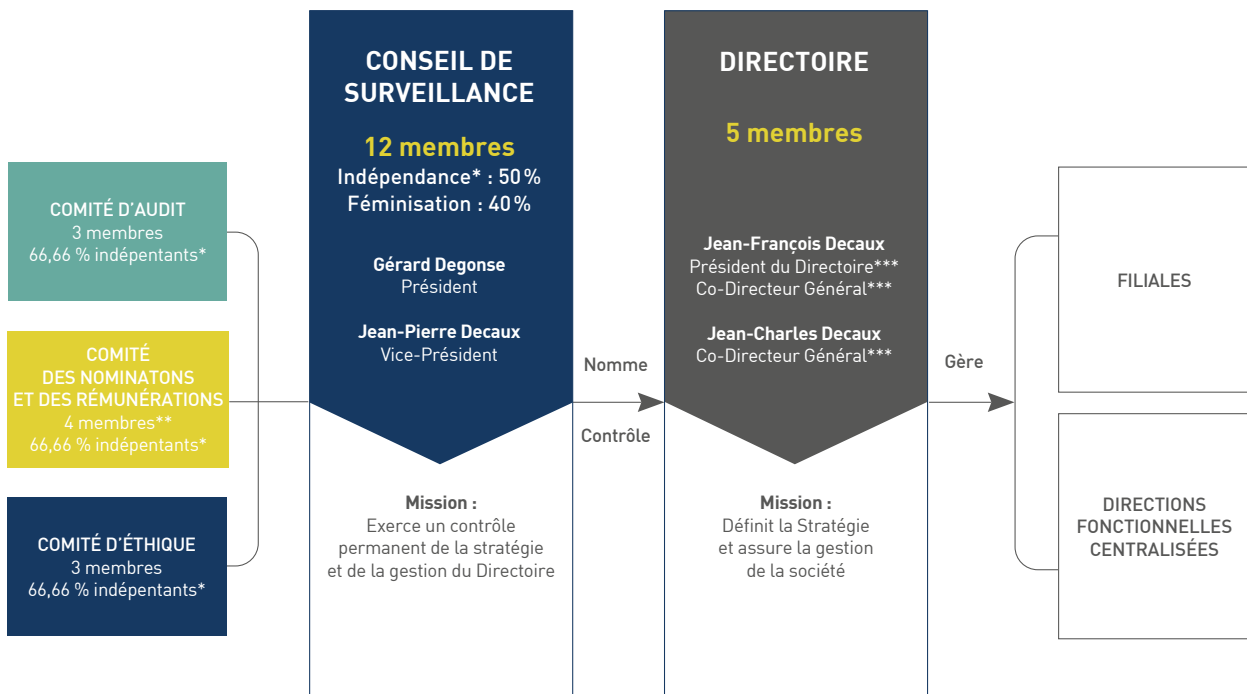 COMITÉ D'AUDIT
3 membres
66,66 % indépentants*
COMITÉ
DES NOMINATONS
ET DES RÉMUNÉRATIONS
4 membres**
66,66 % indépentants*
COMITÉ D'ÉTHIQUE
3 membres
66,66 % indépentants*
CONSEIL DE
SURVEILLANCE
12 membres
Indépendance* : 50%
Féminisation : 40%
Gérard Degonse
Président
Jean-Pierre Decaux
Vice-Président
Mission :
Exerce un contrôle
permanent de la stratégie
et de la gestion du Directoire
Nomme
Contrôle
DIRECTOIRE
5 membres
Jean-François Decaux
Président du Directoire***
Co-Directeur Général***
Jean-Charles Decaux
Co-Directeur Général***
Mission :
Définit la Stratégie
et assure la gestion
de la société
Gère
FILIALES
DIRECTIONS
FONCTIONNELLES
CENTRALISÉES